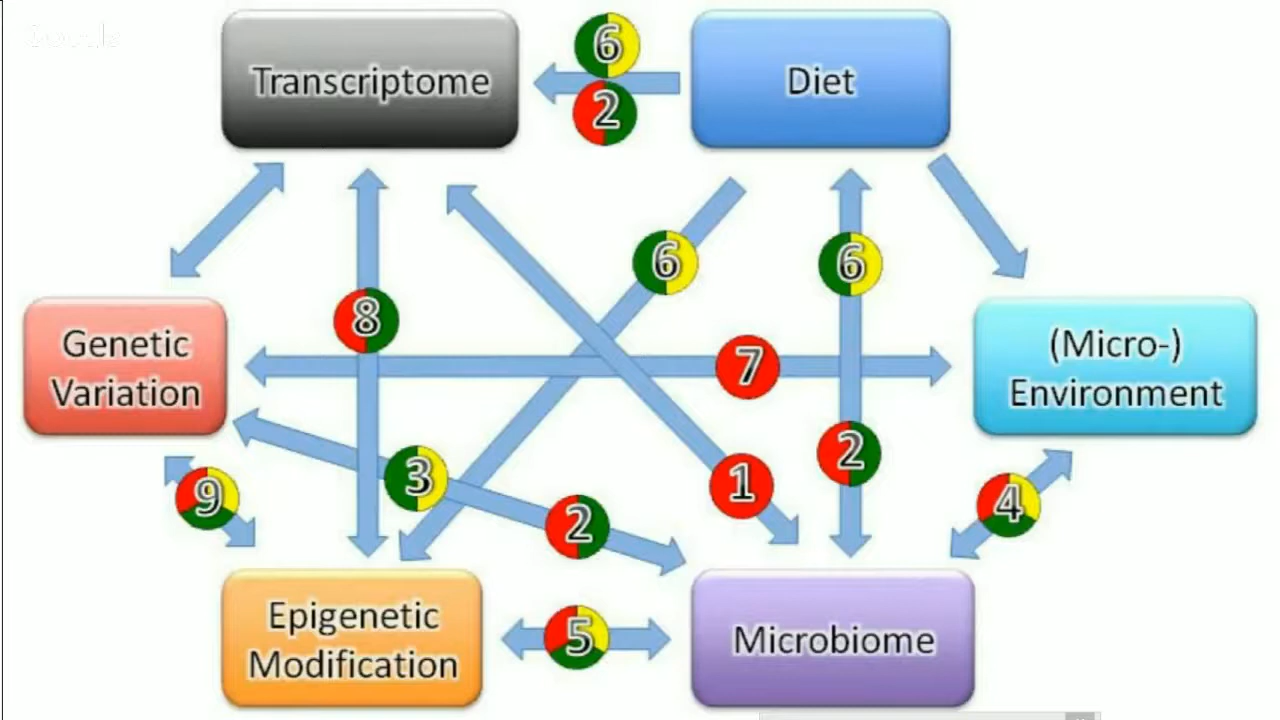 Transcriptome
6
2
Diet
6
6
8
Genetic
Variation
7
(Micro-)
Environment
3
2
1
2
9
4
Epigenetic
Modification
5
Microbiome